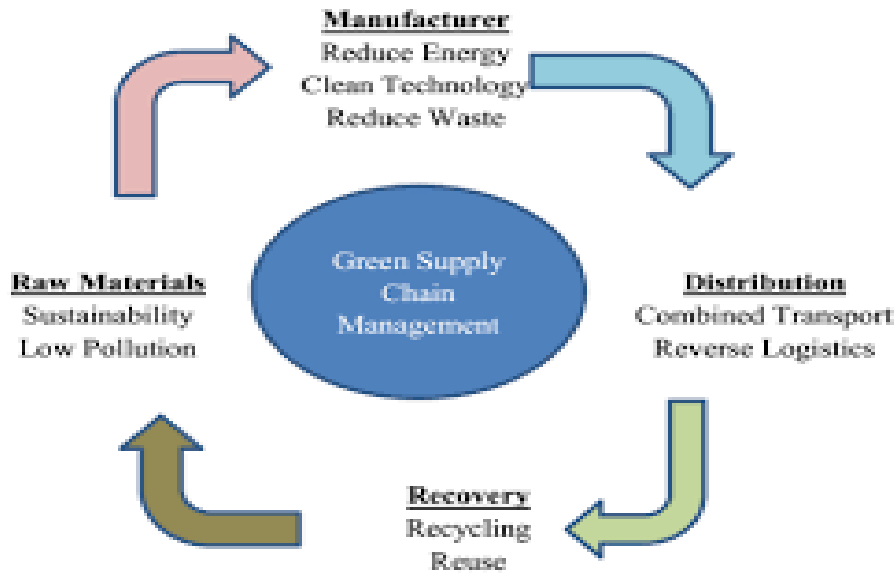 Manufacturer
Reduce Energy
Clean Technology
Reduce Waste
Green Supply
Chain
Management
Raw Materials
Sustainability
Low Pollution
Distribution
Combined Transport
Reverse Logistics
Recovery
Recycling
Reuse